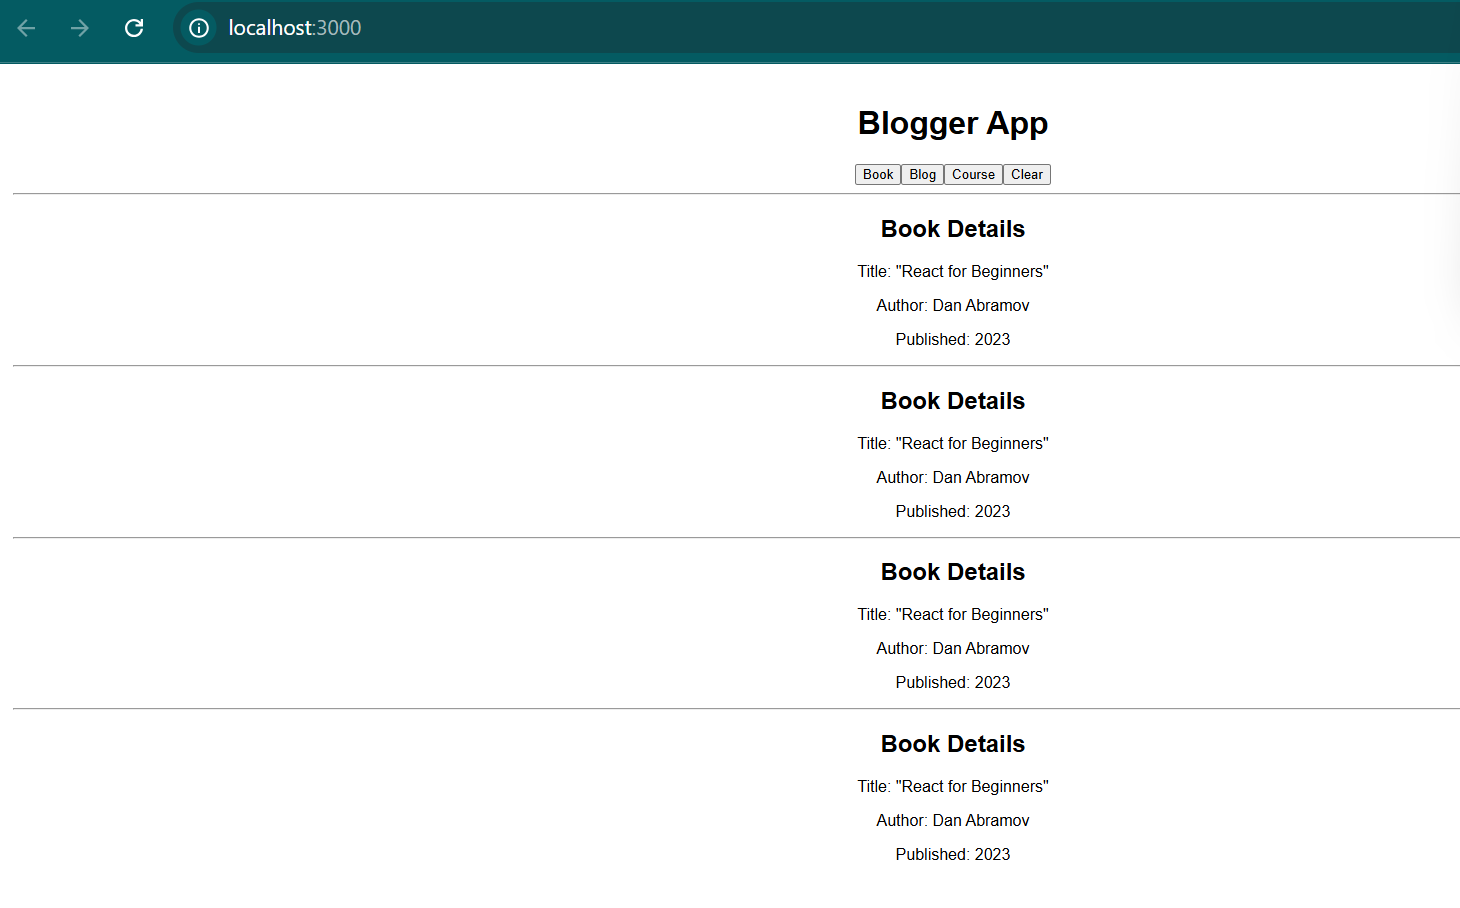 localhost:3000
Blogger App
Book Blog Course Clear
Book Details
Title: "React for Beginners"
Author: Dan Abramov
Published: 2023
Book Details
Title: "React for Beginners"
Author: Dan Abramov
Published: 2023
Book Details
Title: "React for Beginners"
Author: Dan Abramov
Published: 2023
Book Details
Title: "React for Beginners"
Author: Dan Abramov
Published: 2023